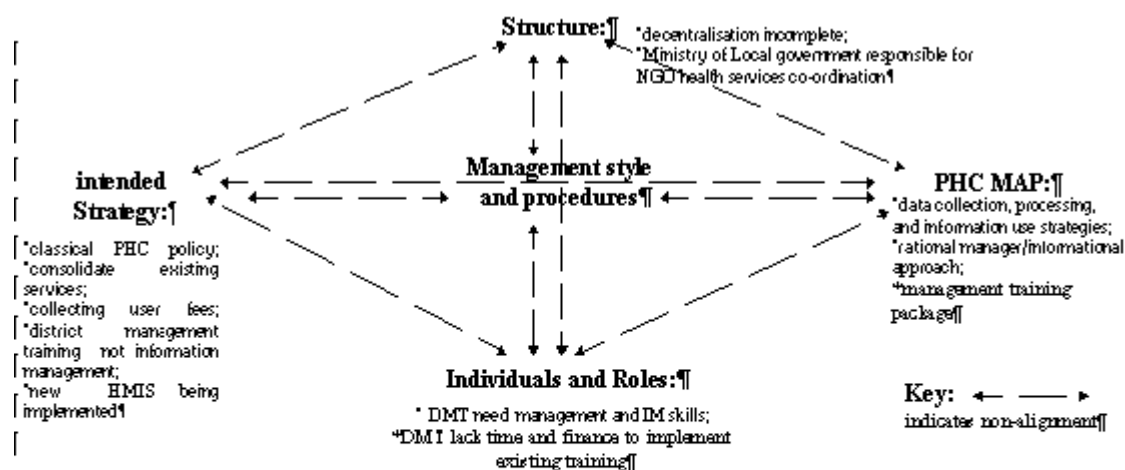 Structure:¶
*decentralisation incomplete;
*Ministry of Local government responsible for
NGO health services co-ordination¶
intended
Strategy:¶
*classical PHC policy;
*consolidate existing
services;
*collecting user fees;
*district management
training not information
management;
*new HMIS being
implemented¶
Management style
and procedures¶
PHC MAP:¶
*data collection, processing,
and information use strategies;
*rational manager/informational
approach;
*management training
package¶
Individuals and Roles:¶
* DMT need management and IM skills;
*DMT lack time and finance to implement
existing training¶
Key:
indicates non-alignment¶